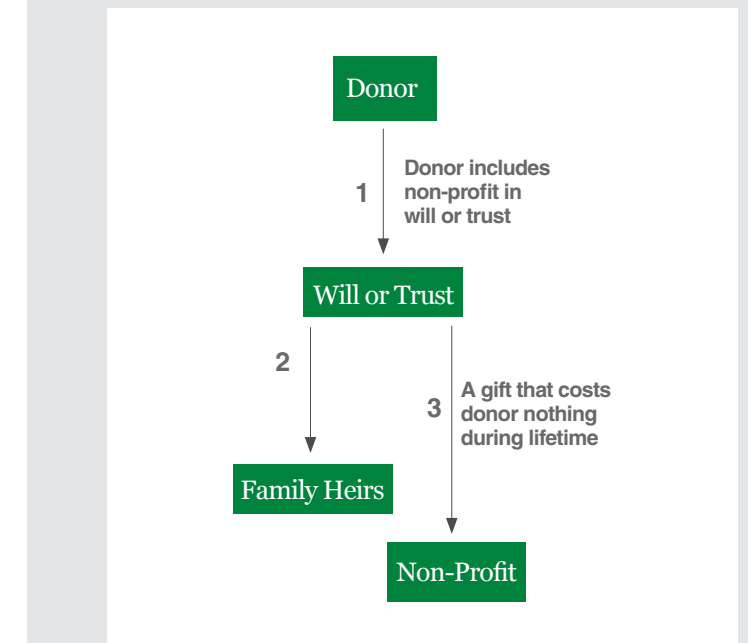 Donor
1
Donor includes
non-profit in
will or trust
Will or Trust
2
3
A gift that costs
donor nothing
during lifetime
Family Heirs
Non-Profit